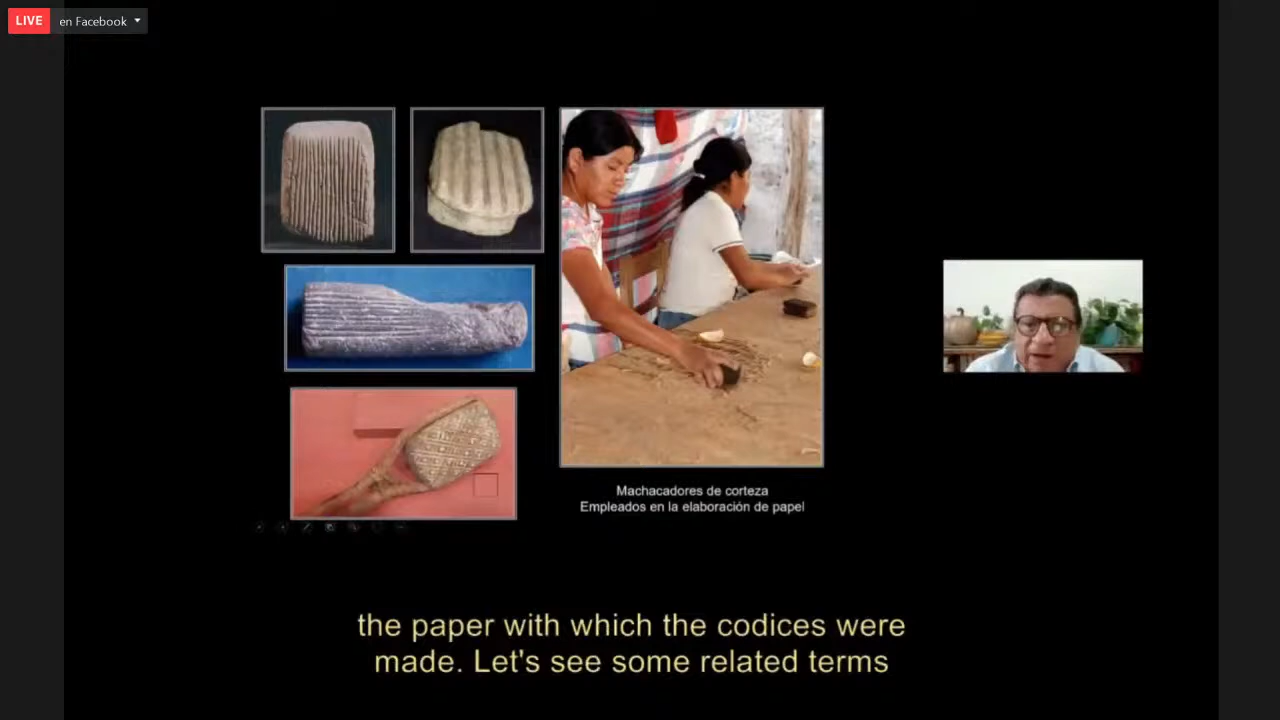 LIVE en Facebook
Machacadores de corteza
Empleados en la elaboración de papel
the paper with which the codices were
made. Let's see some related terms